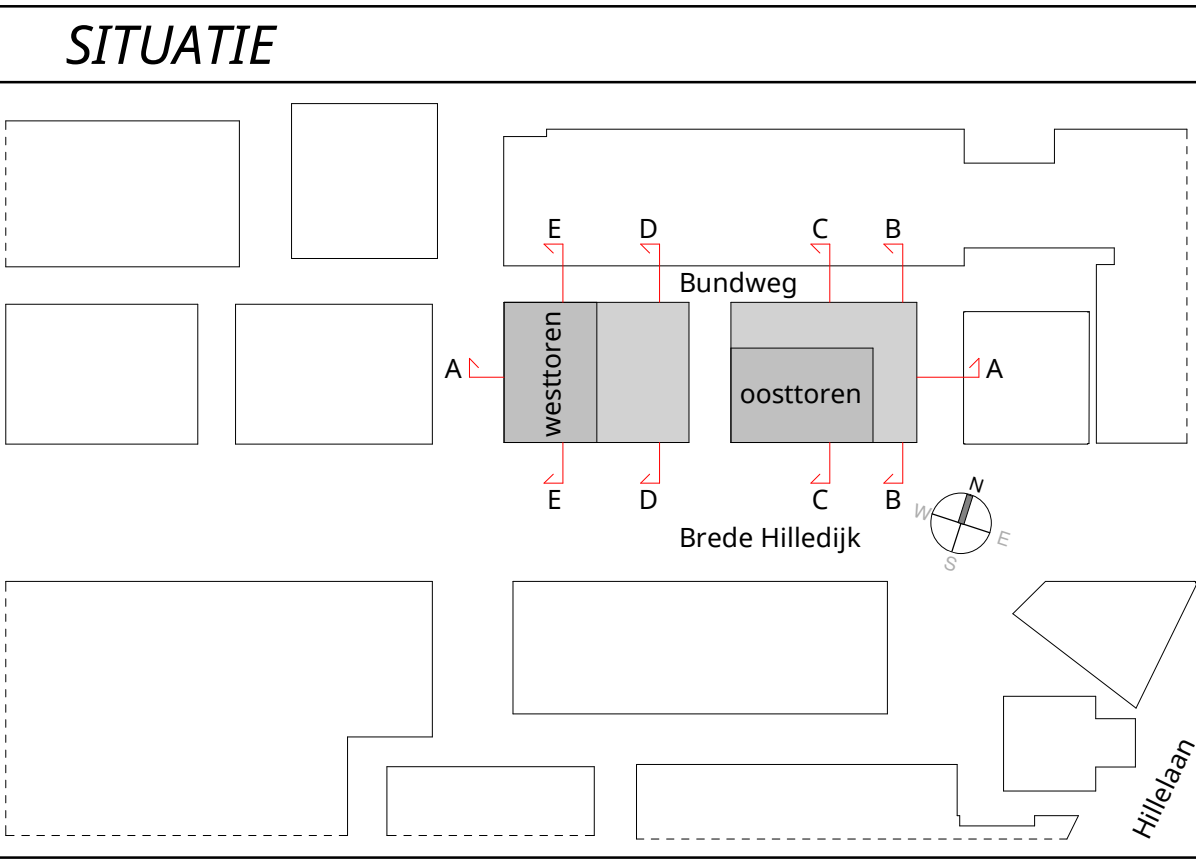 SITUATIE
E D C B
Bundweg
A westtoren oosttoren A
E D C B
N
W
E
S
Brede Hilledijk
Hillelaan